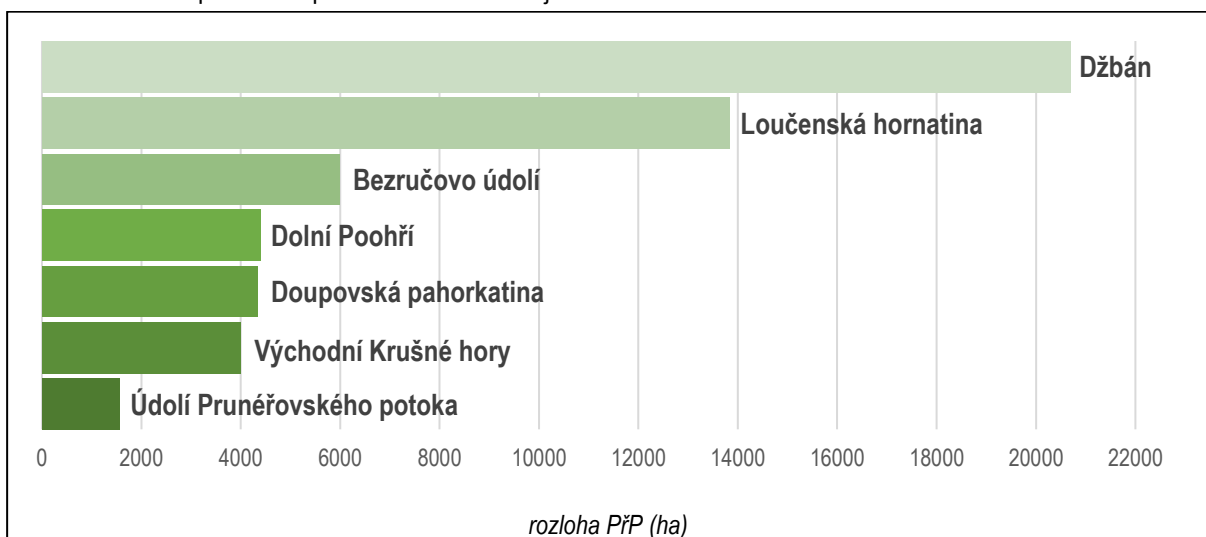 Džbán
Loučenská hornatina
Bezručovo údolí
Dolní Poohří
Doupovská pahorkatina
Východní Krušné hory
Údolí Prunéřovského potoka
0 2000 4000 6000 8000 10000 12000 14000 16000 18000 20000 22000
rozloha PřP (ha)